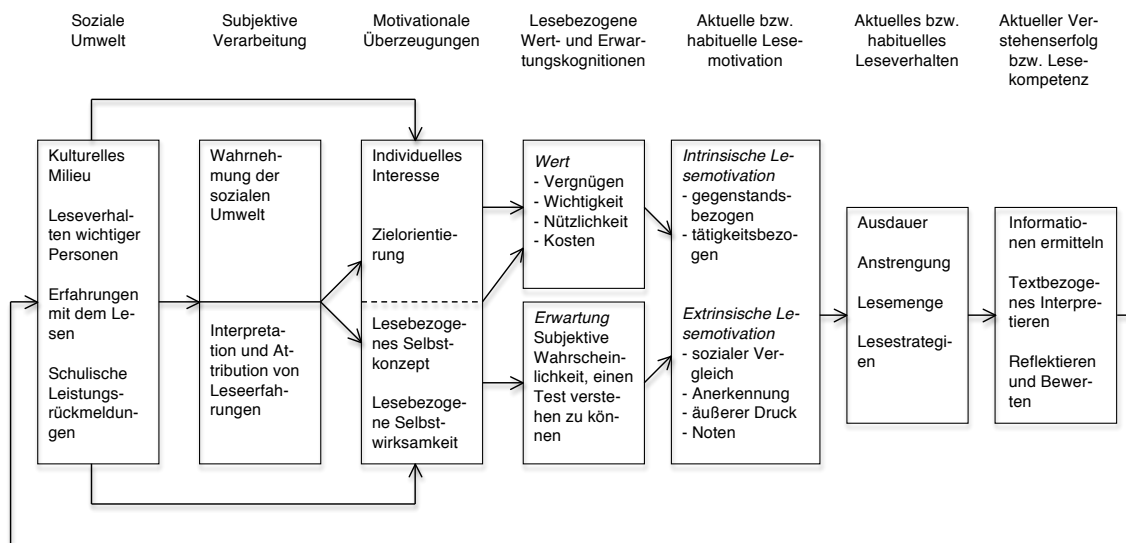 Soziale
Umwelt
Subjektive
Verarbeitung
Motivationale
Überzeugungen
Lesebezogene
Wert- und Erwar-
tungskognitionen
Aktuelle bzw.
habituelle Lese-
motivation
Aktuelles bzw.
habituelles
Leseverhalten
Aktueller Ver-
stehenserfolg
bzw. Lese-
kompetenz
Kulturelles
Milieu
Leseverhal-
ten wichtiger
Personen
Erfahrungen
mit dem Le-
sen
Schulische
Leistungs-
rückmeldun-
gen
Wahrneh-
mung der
sozialen
Umwelt
Interpreta-
tion und At-
tribution von
Leseerfah-
rungen
Individuelles
Interesse
Zielorientie-
rung
Lesebezoge-
nes Selbst-
konzept
Lesebezoge-
ne Selbst-
wirksamkeit
Wert
- Vergnügen
- Wichtigkeit
- Nützlichkeit
- Kosten
Erwartung
Subjektive
Wahrschein-
lichkeit, einen
Test verste-
hen zu kön-
nen
Intrinsische Le-
semotivation
- gegenstands-
bezogen
- tätigkeitsbezo-
gen
Extrinsische Le-
semotivation
- sozialer Ver-
gleich
- Anerkennung
- äußerer Druck
- Noten
Ausdauer
Anstrengung
Lesemenge
Lesestrategi-
en
Informatio-
nen ermitteln
Textbezoge-
nes Interpre-
tieren
Reflektieren
und Bewer-
ten